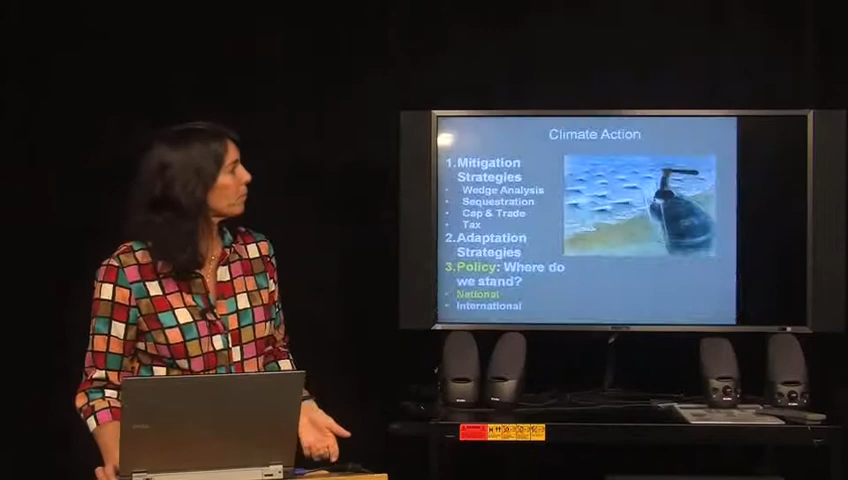 Climate Action
1.Mitigation
Strategies
• Wedge Analysis
• Sequestration
• Cap & Trade
• Tax
2.Adaptation
Strategies
3.Policy: Where do
we stand?
• National
• International